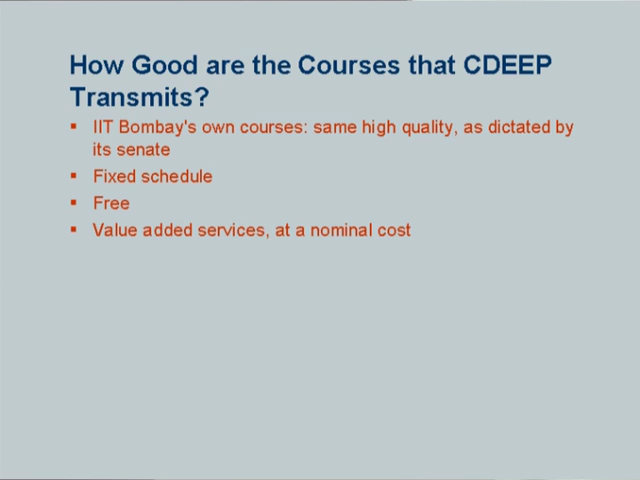 How Good are the Courses that CDEEP
Transmits?
▪ IIT Bombay's own courses: same high quality, as dictated by
its senate
▪ Fixed schedule
▪ Free
▪ Value added services, at a nominal cost